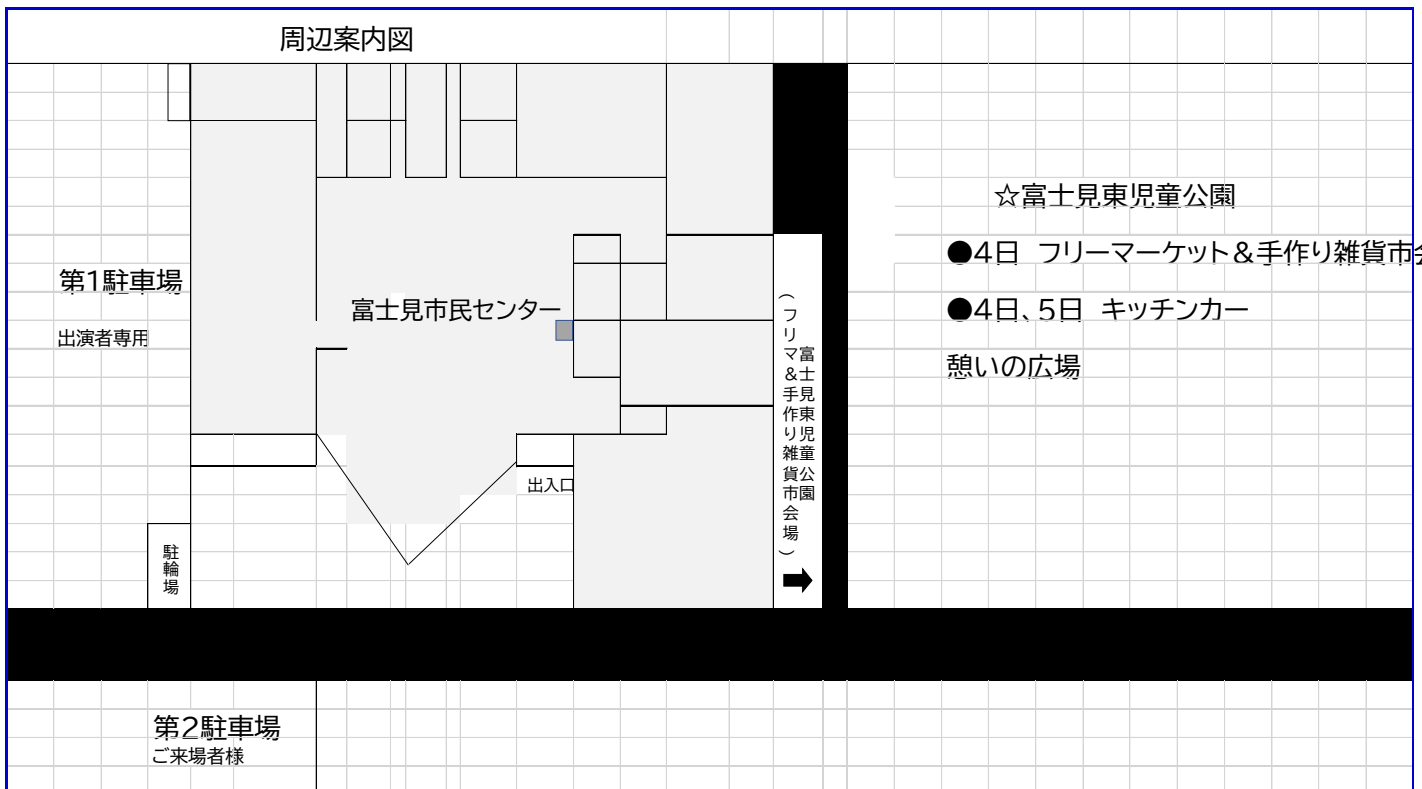 周辺案内図
☆富士見東児童公園
●4日 フリーマーケット＆手作り雑貨市会
●4日、5日 キッチンカー
憩いの広場
第1駐車場
出演者専用
富士見市民センター
富士見東児童公園
（フリマ＆手作り雑貨市会場）
出入口
駐輪場
第2駐車場
ご来場者様